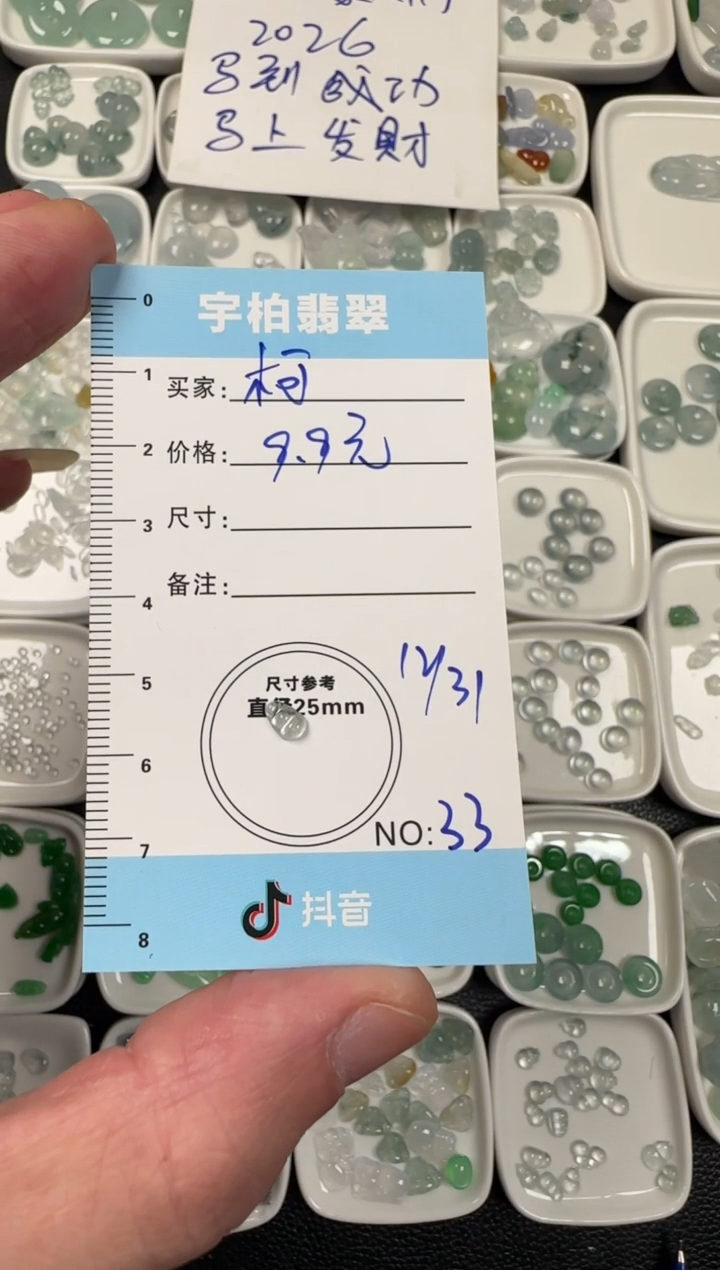 2026
马到成功
马上发财
0
宇柏翡翠
1
买家: 柯
2
价格: 9.9元
3
尺寸:
4
备注:
5
尺寸参考
12/31
直径25mm
6
NO:33
7
抖音
8